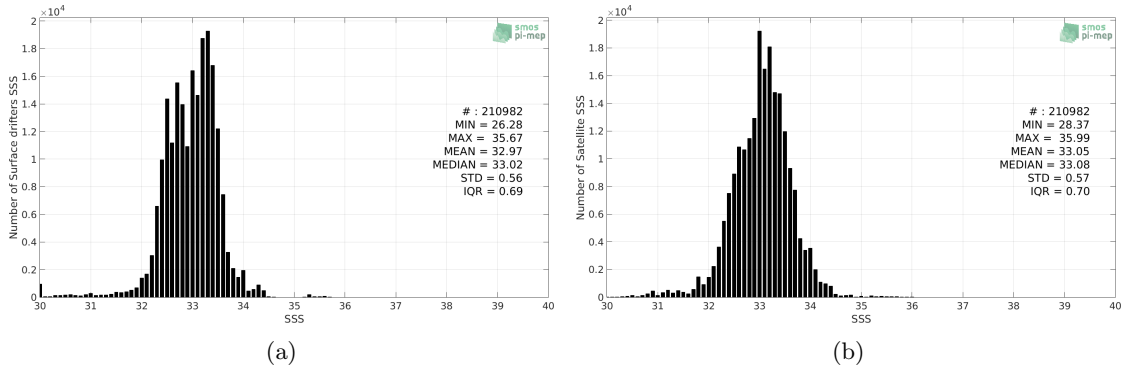 ×10⁴
2
1.8
1.6
1.4
1.2
1
0.8
0.6
0.4
0.2
0
Number of Surface drifters SSS
30 31 32 33 34 35 36 37 38 39 40
SSS
smos
pi-mep
# : 210982
MIN = 26.28
MAX = 35.67
MEAN = 32.97
MEDIAN = 33.02
STD = 0.56
IQR = 0.69
(a)
×10⁴
2
1.8
1.6
1.4
1.2
1
0.8
0.6
0.4
0.2
0
Number of Satellite SSS
30 31 32 33 34 35 36 37 38 39 40
SSS
smos
pi-mep
# : 210982
MIN = 28.37
MAX = 35.99
MEAN = 33.05
MEDIAN = 33.08
STD = 0.57
IQR = 0.70
(b)